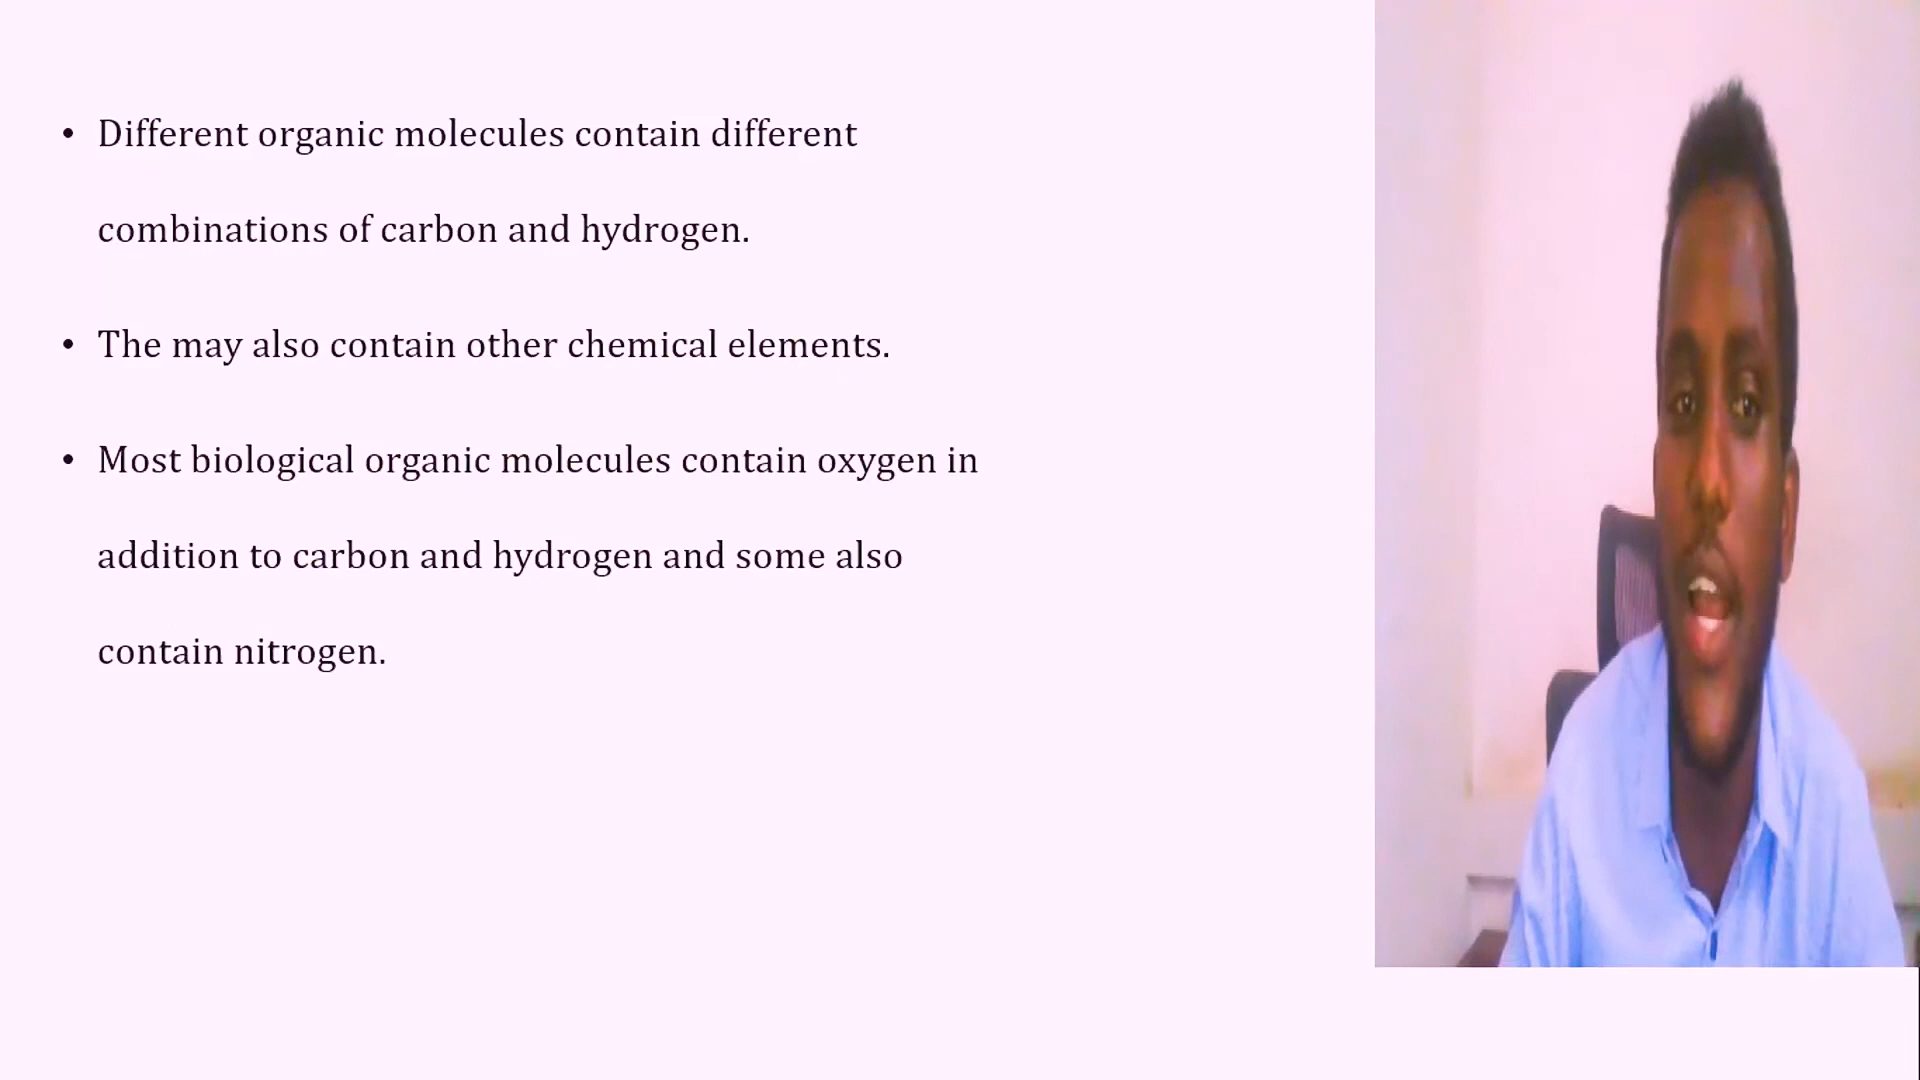 • Different organic molecules contain different
combinations of carbon and hydrogen.
• The may also contain other chemical elements.
• Most biological organic molecules contain oxygen in
addition to carbon and hydrogen and some also
contain nitrogen.